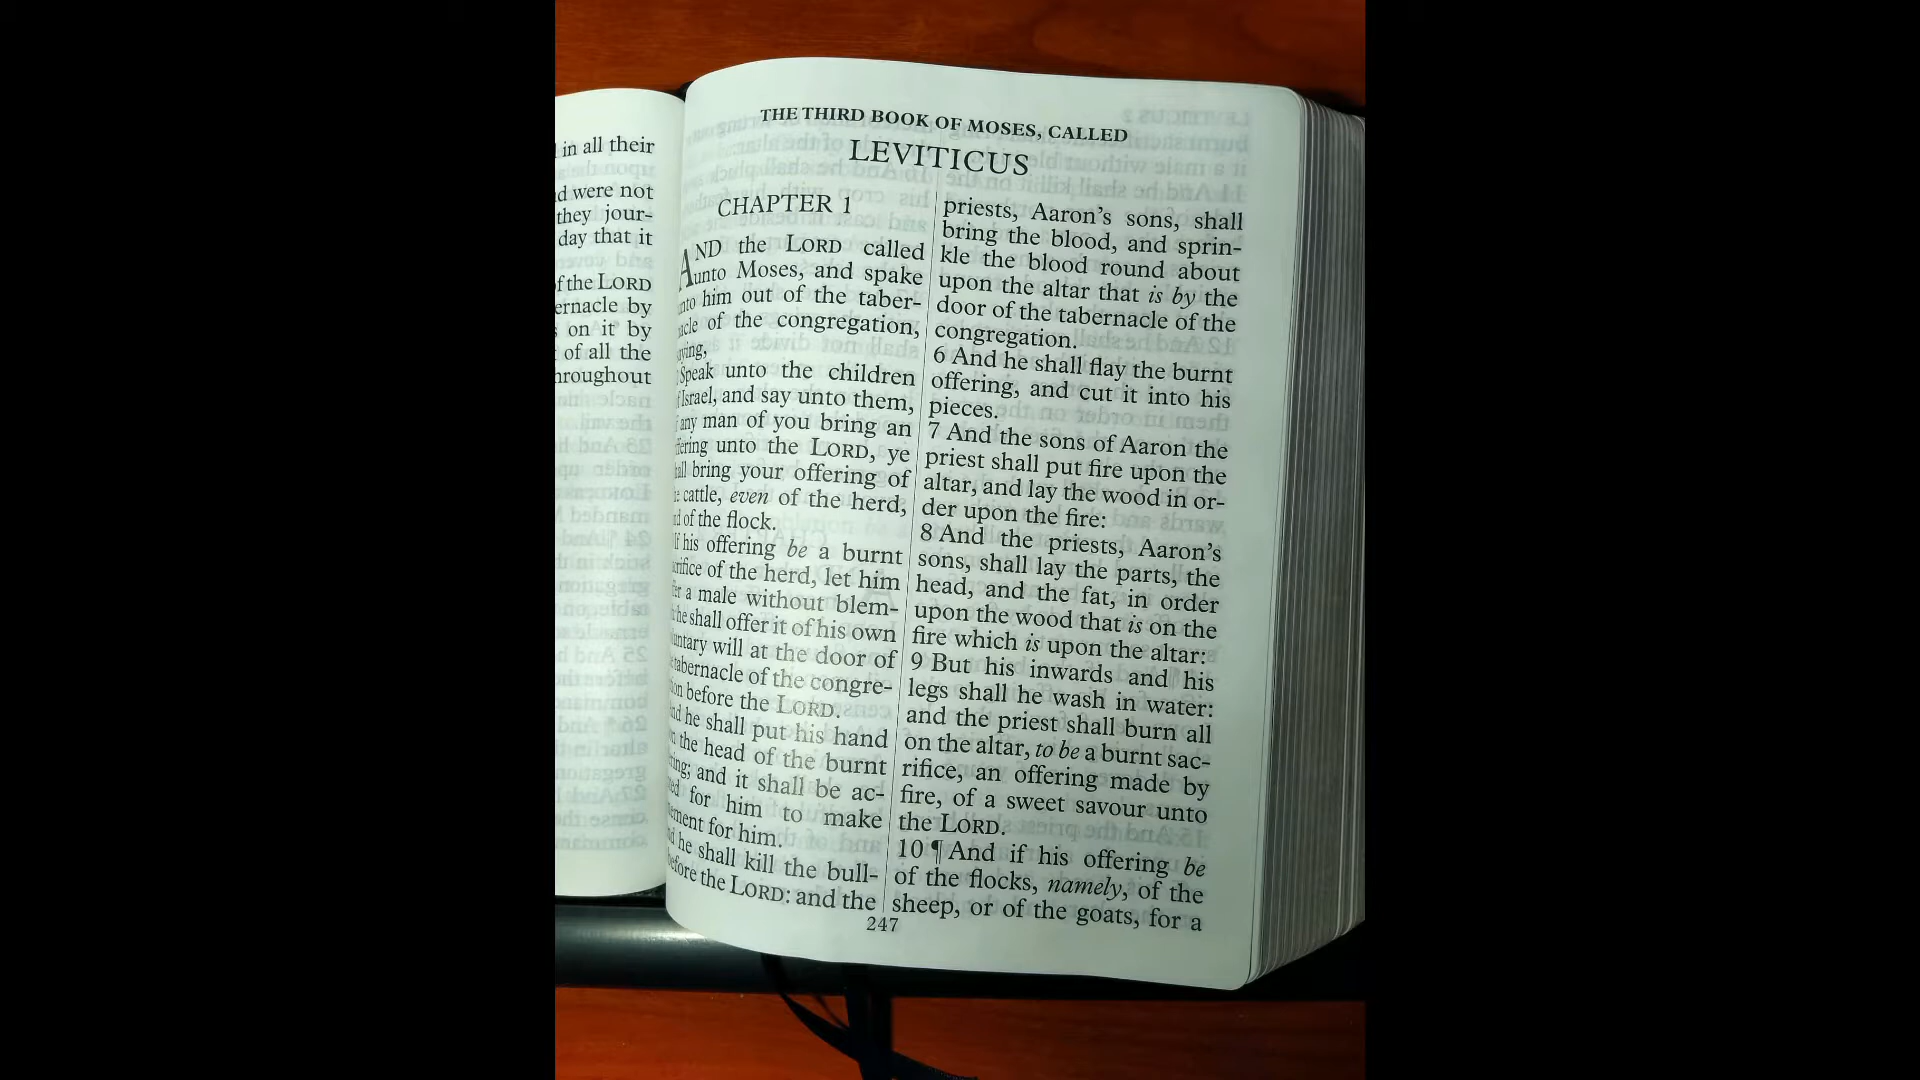 in all their
were not
they jour-
day that it
of the LORD
by
on it by
of all the
THE THIRD BOOK OF MOSES, CALLED
LEVITICUS
CHAPTER 1
AND the LORD called
unto Moses, and spake
him out of the taber-
of the congregation,
Speak unto the children
Israel, and say unto them,
any man of you bring an
unto the LORD, ye
bring your offering of
cattle, even of the herd,
of the flock.
If his offering be a burnt
of the herd, let him
a male without blem-
he shall offer it of his own
will at the door of
tabernacle of the congre-
before the LORD.
he shall put his hand
the head of the burnt
and it shall be ac-
for him to make
for him.
he shall kill the bull-
before the LORD: and the
priests, Aaron's sons, shall
bring the blood, and sprin-
kle the blood round about
upon the altar that is by the
door of the tabernacle of the
congregation.
6 And he shall flay the burnt
offering, and cut it into his
pieces.
7 And the sons of Aaron the
priest shall put fire upon the
altar, and lay the wood in or-
der upon the fire:
8 And the priests, Aaron's
sons, shall lay the parts, the
head, and the fat, in order
upon the wood that is on the
fire which is upon the altar:
9 But his inwards and his
legs shall he wash in water:
and the priest shall burn all
on the altar, to be a burnt sac-
rifice, an offering made by
fire, of a sweet savour unto
the LORD.
10 ¶ And if his offering be
of the flocks, namely, of the
sheep, or of the goats, for a
247